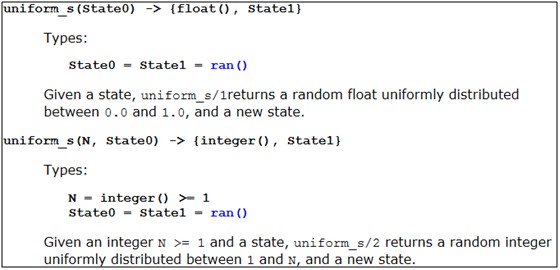 uniform_s(State0) -> {float(), State1}
Types:
State0 = State1 = ran()
Given a state, uniform_s/1returns a random float uniformly distributed
between 0.0 and 1.0, and a new state.
uniform_s(N, State0) -> {integer(), State1}
Types:
N = integer() >= 1
State0 = State1 = ran()
Given an integer N >= 1 and a state, uniform_s/2 returns a random integer
uniformly distributed between 1 and N, and a new state.